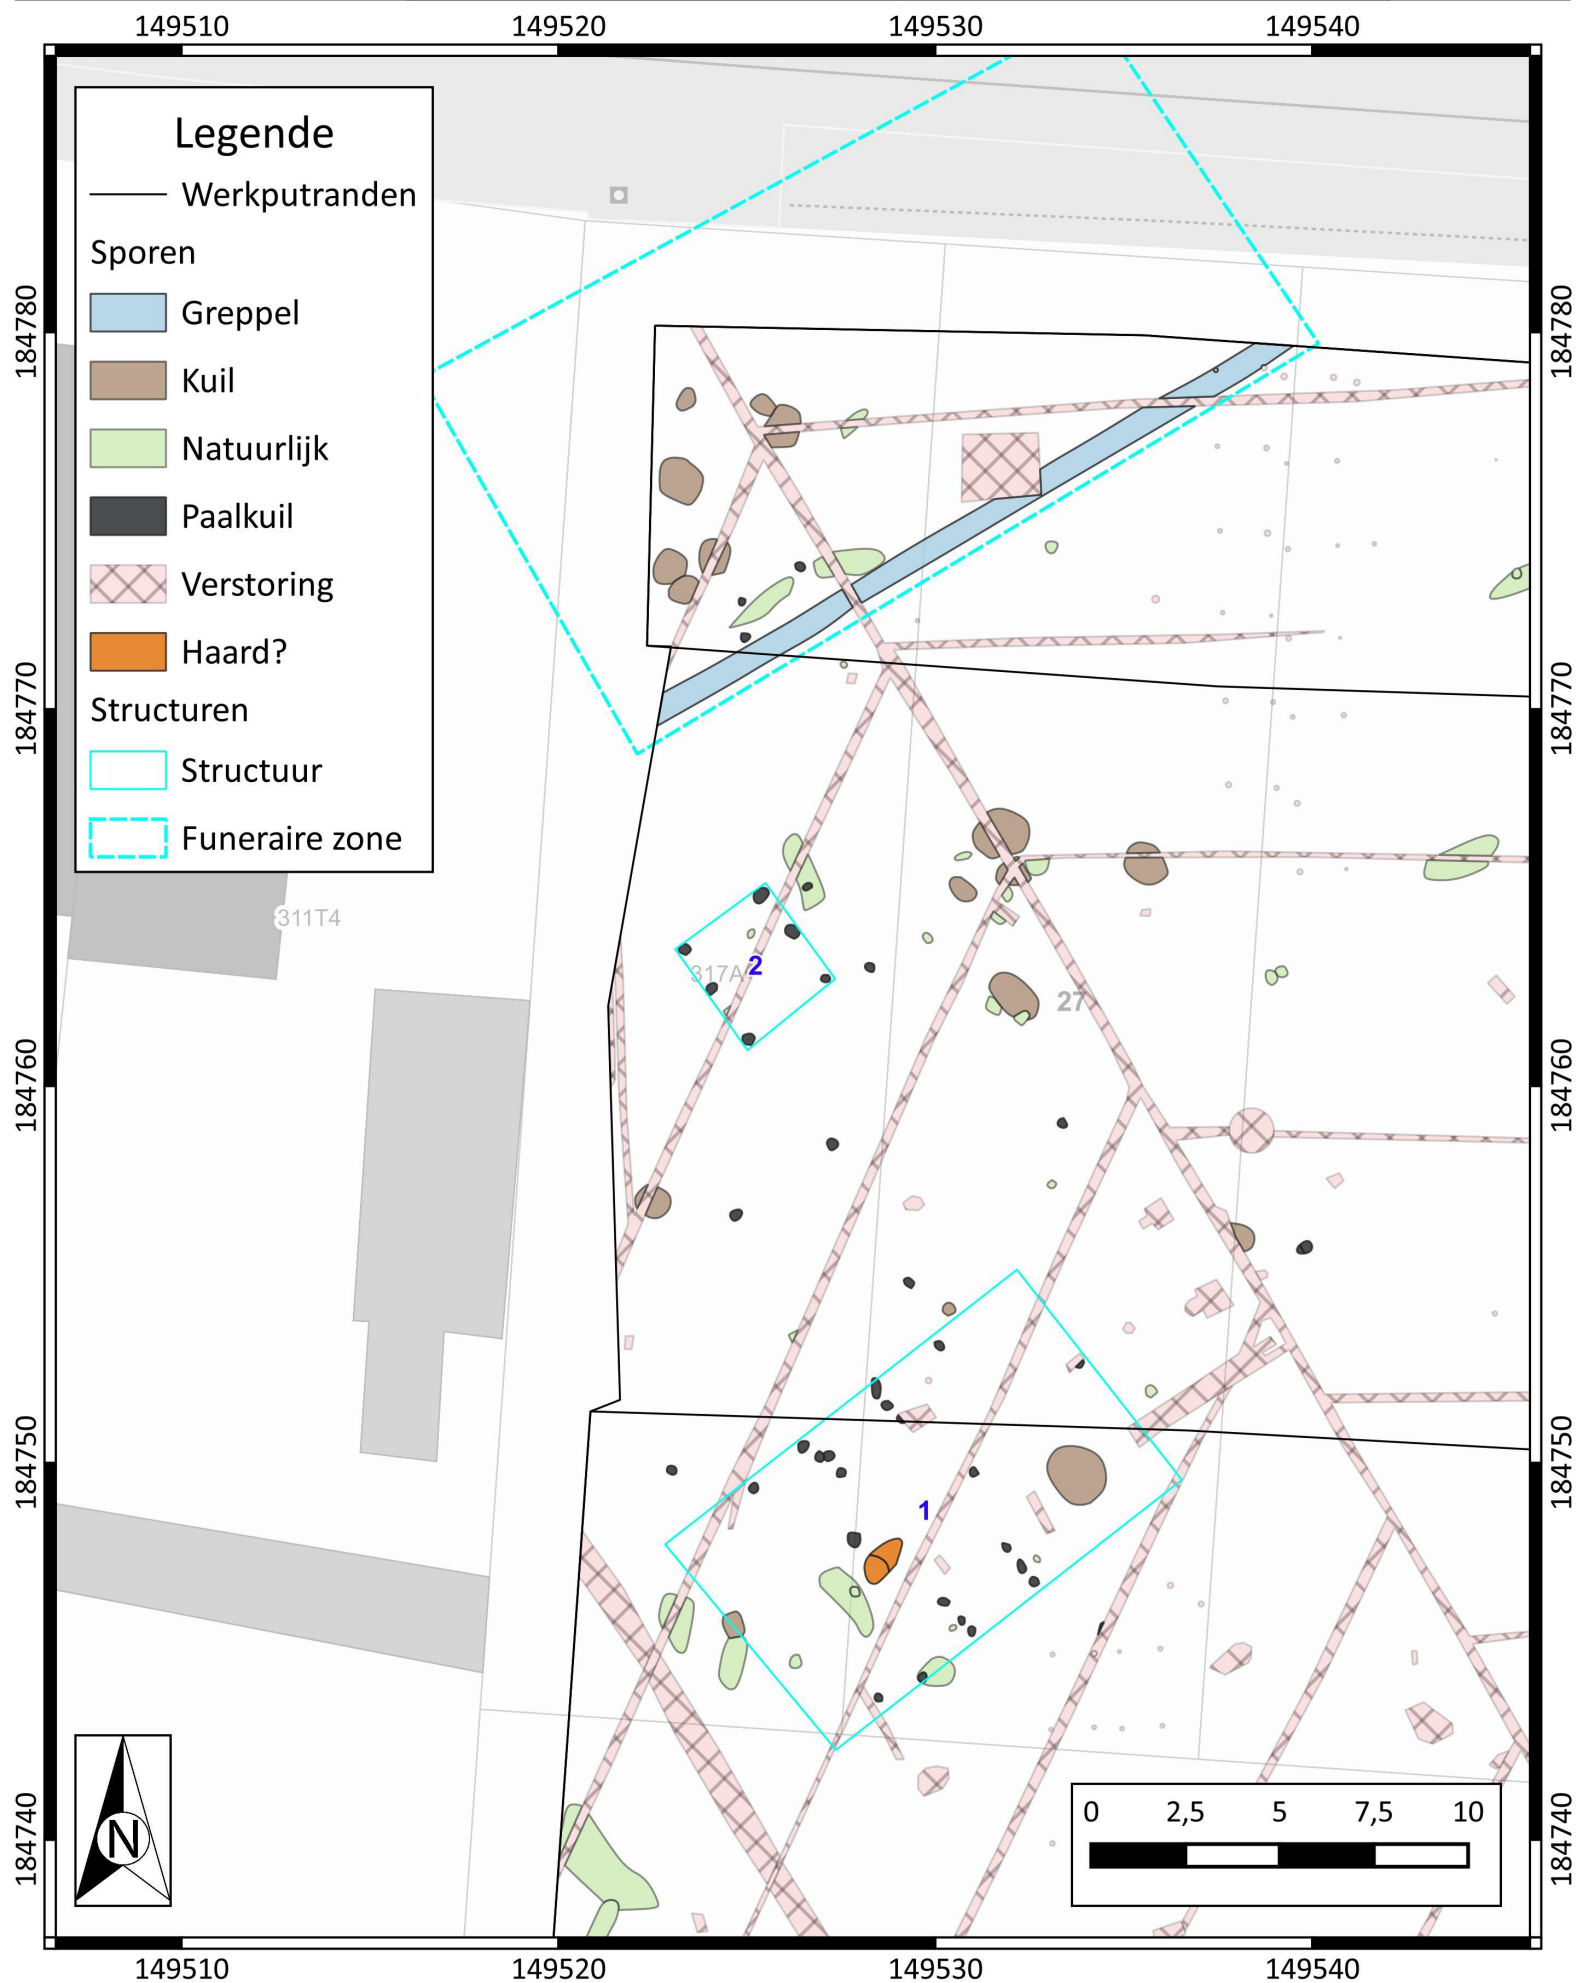 149510 149520 149530 149540
Legende
Werkputranden
Sporen
Greppel
Kuil
Natuurlijk
Paalkuil
Verstoring
Haard?
Structuren
Structuur
Funeraire zone
184780 184780
184770 184770
184760 184760
184750 184750
184740 184740
311T4
317A
2
27
1
N
0 2,5 5 7,5 10
149510 149520 149530 149540